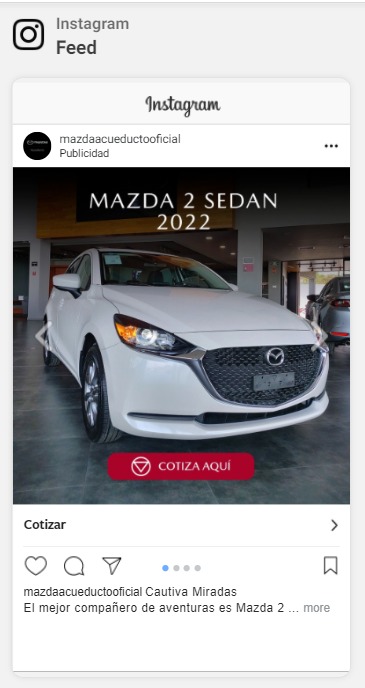 Instagram
Feed
Instagram
mazdaacueductooficial
Publicidad
MAZDA 2 SEDAN
2022
COTIZA AQUÍ
Cotizar
mazdaacueductooficial Cautiva Miradas
El mejor compañero de aventuras es Mazda 2 ... more